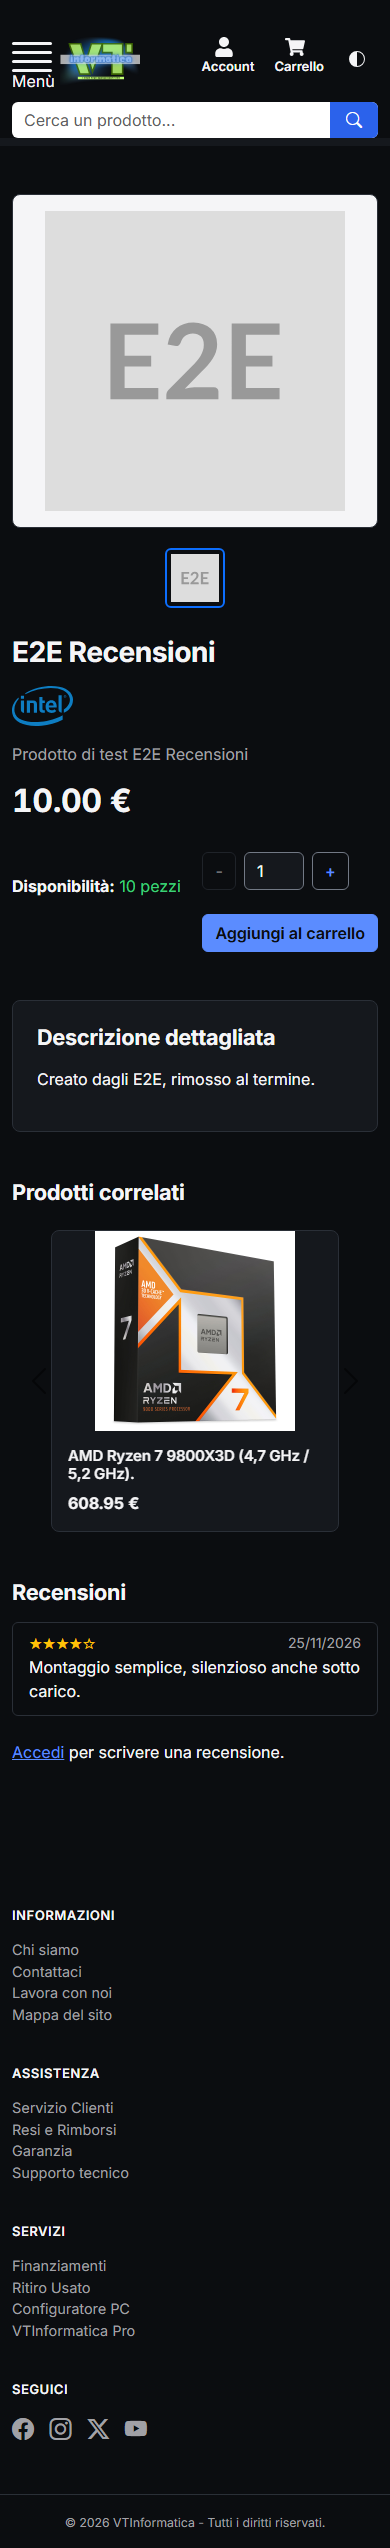 Menù
VTi
informatica
Account
Carrello
Cerca un prodotto...
E2E
E2E
E2E Recensioni
intel
Prodotto di test E2E Recensioni
10.00 €
Disponibilità: 10 pezzi
- 1 +
Aggiungi al carrello
Descrizione dettagliata
Creato dagli E2E, rimosso al termine.
Prodotti correlati
AMD RYZEN
7
AMD
RYZEN
7
AMD Ryzen 7 9800X3D (4,7 GHz /
5,2 GHz).
608.95 €
Recensioni
★★★★☆ 25/11/2026
Montaggio semplice, silenzioso anche sotto
carico.
Accedi per scrivere una recensione.
INFORMAZIONI
Chi siamo
Contattaci
Lavora con noi
Mappa del sito
ASSISTENZA
Servizio Clienti
Resi e Rimborsi
Garanzia
Supporto tecnico
SERVIZI
Finanziamenti
Ritiro Usato
Configuratore PC
VTInformatica Pro
SEGUICI
© 2026 VTInformatica - Tutti i diritti riservati.